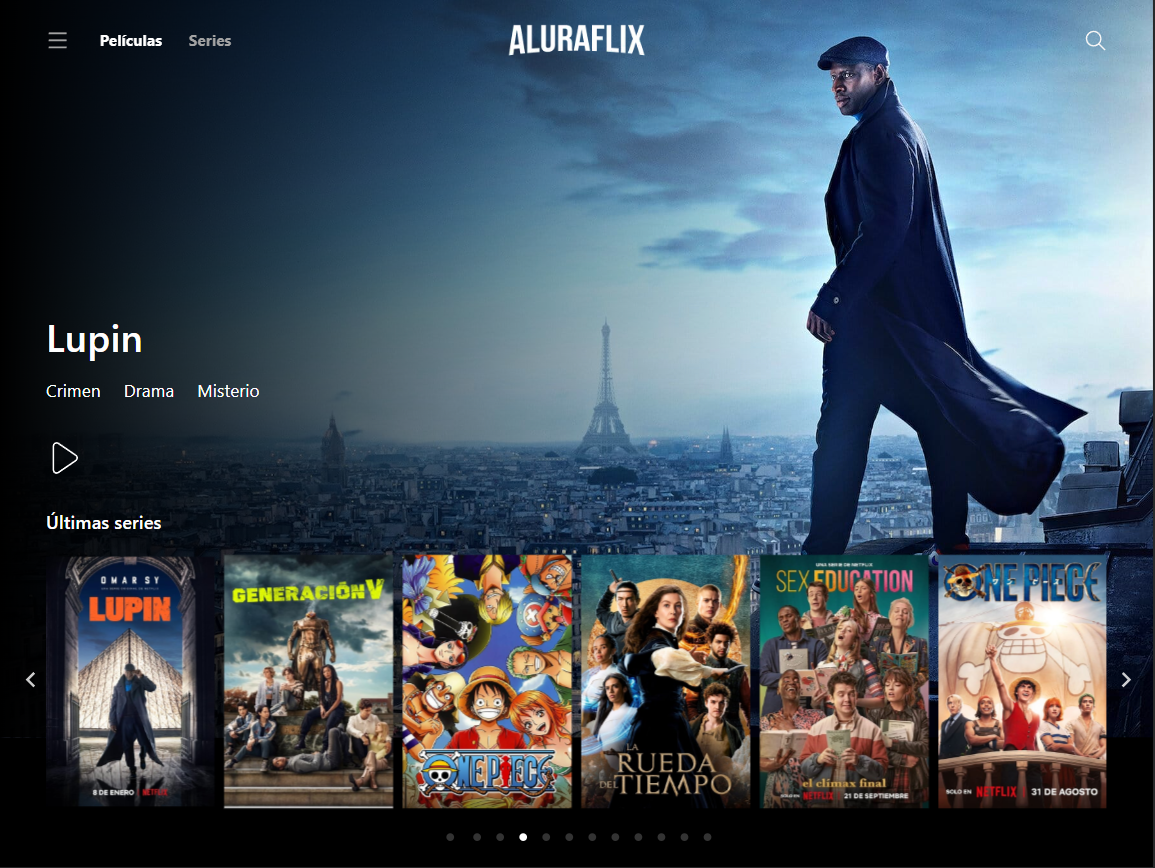 Películas
Series
ALURAFLIX
Lupin
Crimen Drama Misterio
Últimas series
OMAR SY
LUPIN
8 DE ENERO NETFLIX
GENERACIÓN V
ONE PIECE
LA
RUEDA
DEL TIEMPO
UNA SERIE DE NETFLIX
SEX EDUCATION
el clímax final
SOLO EN NETFLIX | 21 DE SEPTIEMBRE
ONE PIECE
SOLO EN NETFLIX | 31 DE AGOSTO